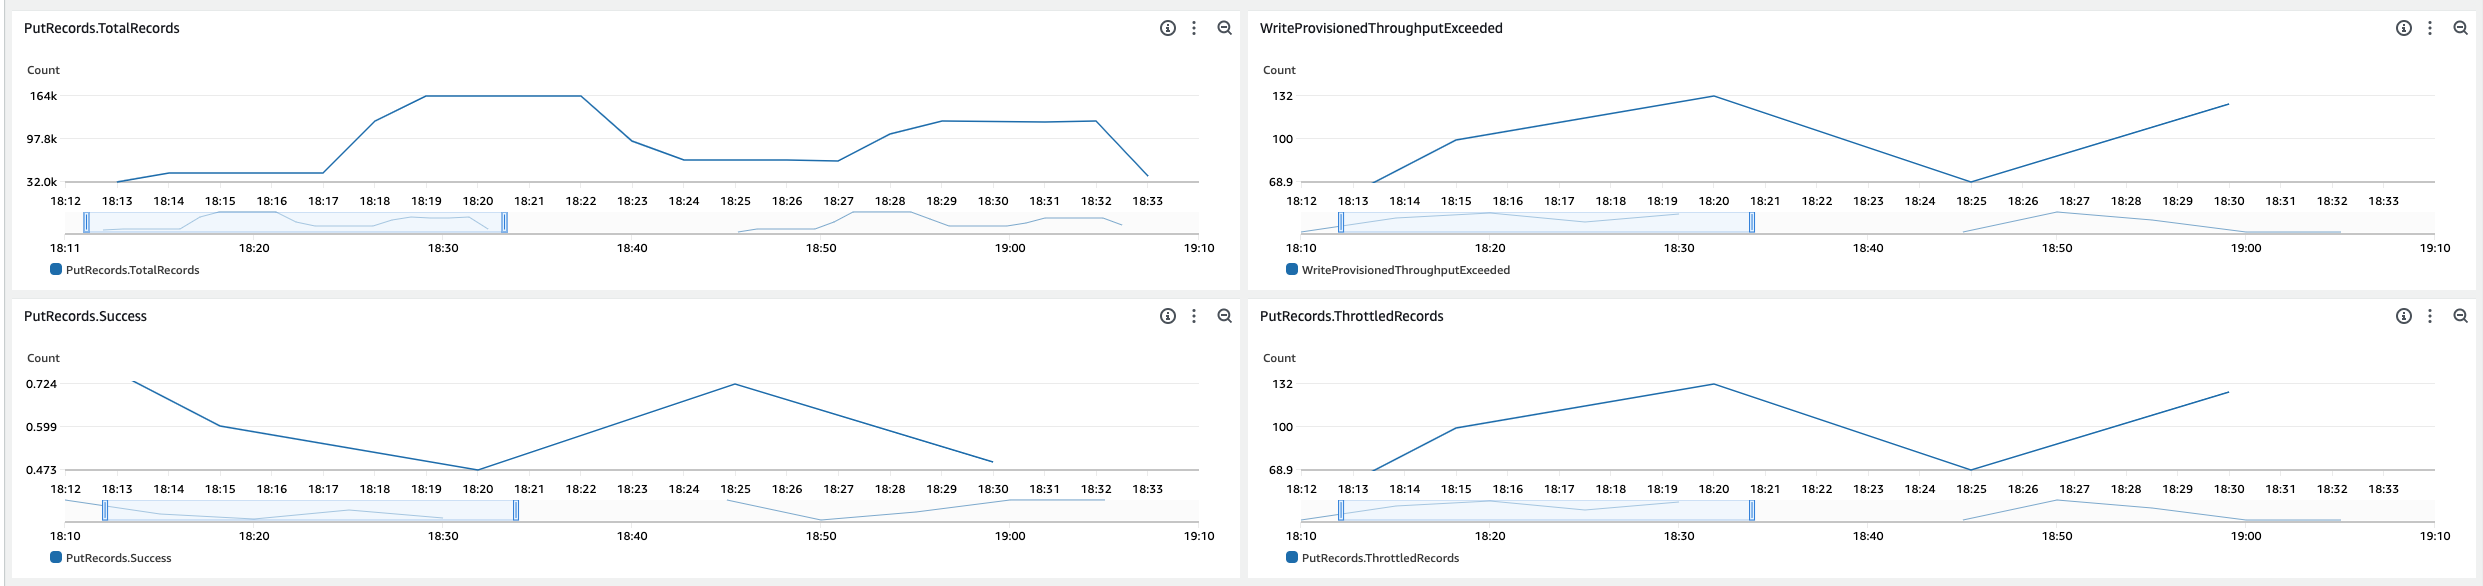 PutRecords.TotalRecords
Count
164k
97.8k
32.0k
18:12 18:13 18:14 18:15 18:16 18:17 18:18 18:19 18:20 18:21 18:22 18:23 18:24 18:25 18:26 18:27 18:28 18:29 18:30 18:31 18:32 18:33
18:11 18:20 18:30 18:40 18:50 19:00 19:10
PutRecords.TotalRecords
WriteProvisionedThroughputExceeded
Count
132
100
68.9
18:12 18:13 18:14 18:15 18:16 18:17 18:18 18:19 18:20 18:21 18:22 18:23 18:24 18:25 18:26 18:27 18:28 18:29 18:30 18:31 18:32 18:33
18:10 18:20 18:30 18:40 18:50 19:00 19:10
WriteProvisionedThroughputExceeded
PutRecords.Success
Count
0.724
0.599
0.473
18:12 18:13 18:14 18:15 18:16 18:17 18:18 18:19 18:20 18:21 18:22 18:23 18:24 18:25 18:26 18:27 18:28 18:29 18:30 18:31 18:32 18:33
18:10 18:20 18:30 18:40 18:50 19:00 19:10
PutRecords.Success
PutRecords.ThrottledRecords
Count
132
100
68.9
18:12 18:13 18:14 18:15 18:16 18:17 18:18 18:19 18:20 18:21 18:22 18:23 18:24 18:25 18:26 18:27 18:28 18:29 18:30 18:31 18:32 18:33
18:10 18:20 18:30 18:40 18:50 19:00 19:10
PutRecords.ThrottledRecords